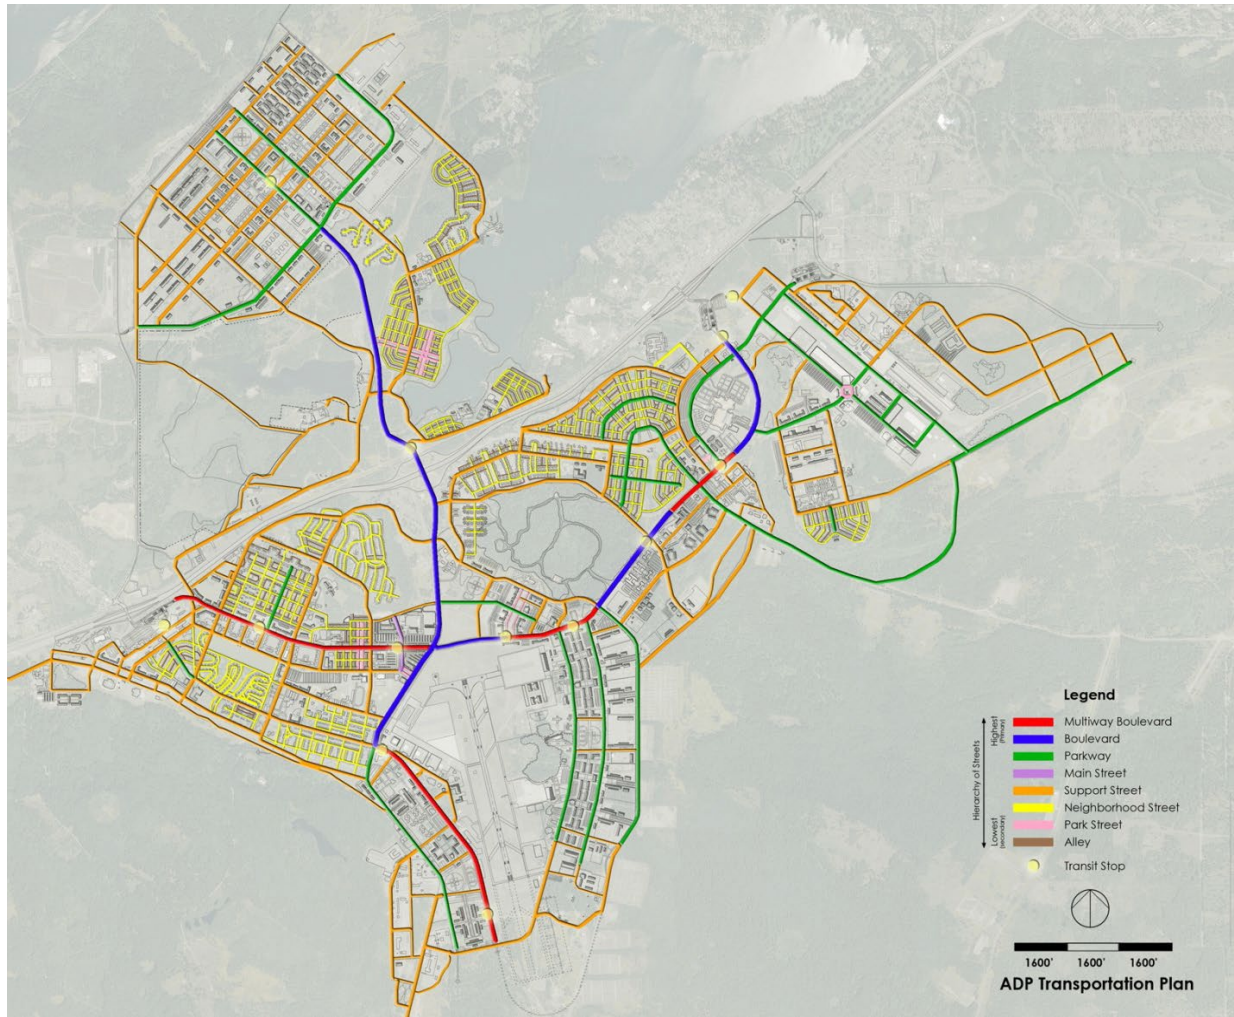 Legend
Multiway Boulevard
Boulevard
Parkway
Main Street
Support Street
Neighborhood Street
Park Street
Alley
Transit Stop
Hierarchy of Streets
Highest
(Primary)
Lowest
(secondary)
1600' 1600' 1600'
ADP Transportation Plan